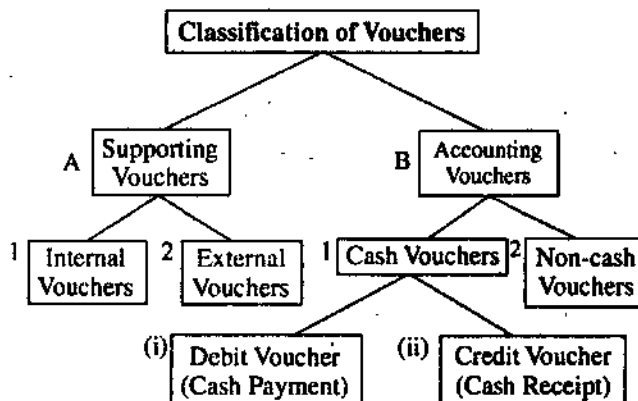 Classification of Vouchers
A
Supporting
Vouchers
B
Accounting
Vouchers
1
Internal
Vouchers
2
External
Vouchers
1
Cash Vouchers
2
Non-cash
Vouchers
(i)
Debit Voucher
(Cash Payment)
(ii)
Credit Voucher
(Cash Receipt)